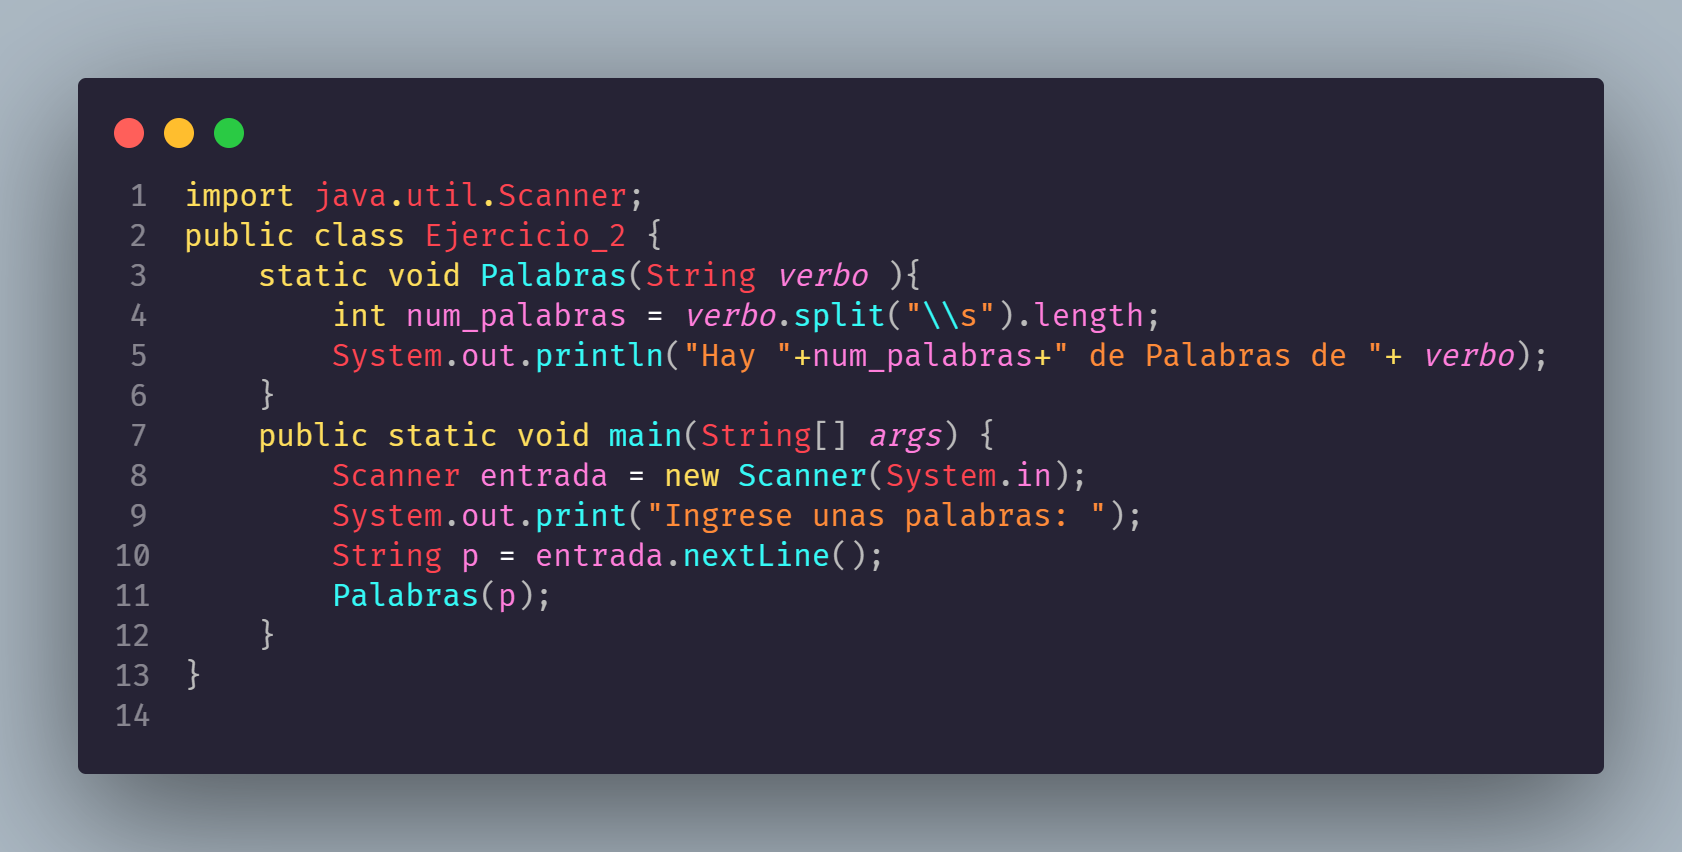 1 import java.util.Scanner;
2 public class Ejercicio_2 {
3     static void Palabras(String verbo ){
4         int num_palabras = verbo.split("\\s").length;
5         System.out.println("Hay "+num_palabras+" de Palabras de "+ verbo);
6     }
7     public static void main(String[] args) {
8         Scanner entrada = new Scanner(System.in);
9         System.out.print("Ingrese unas palabras: ");
10         String p = entrada.nextLine();
11         Palabras(p);
12     }
13 }
14